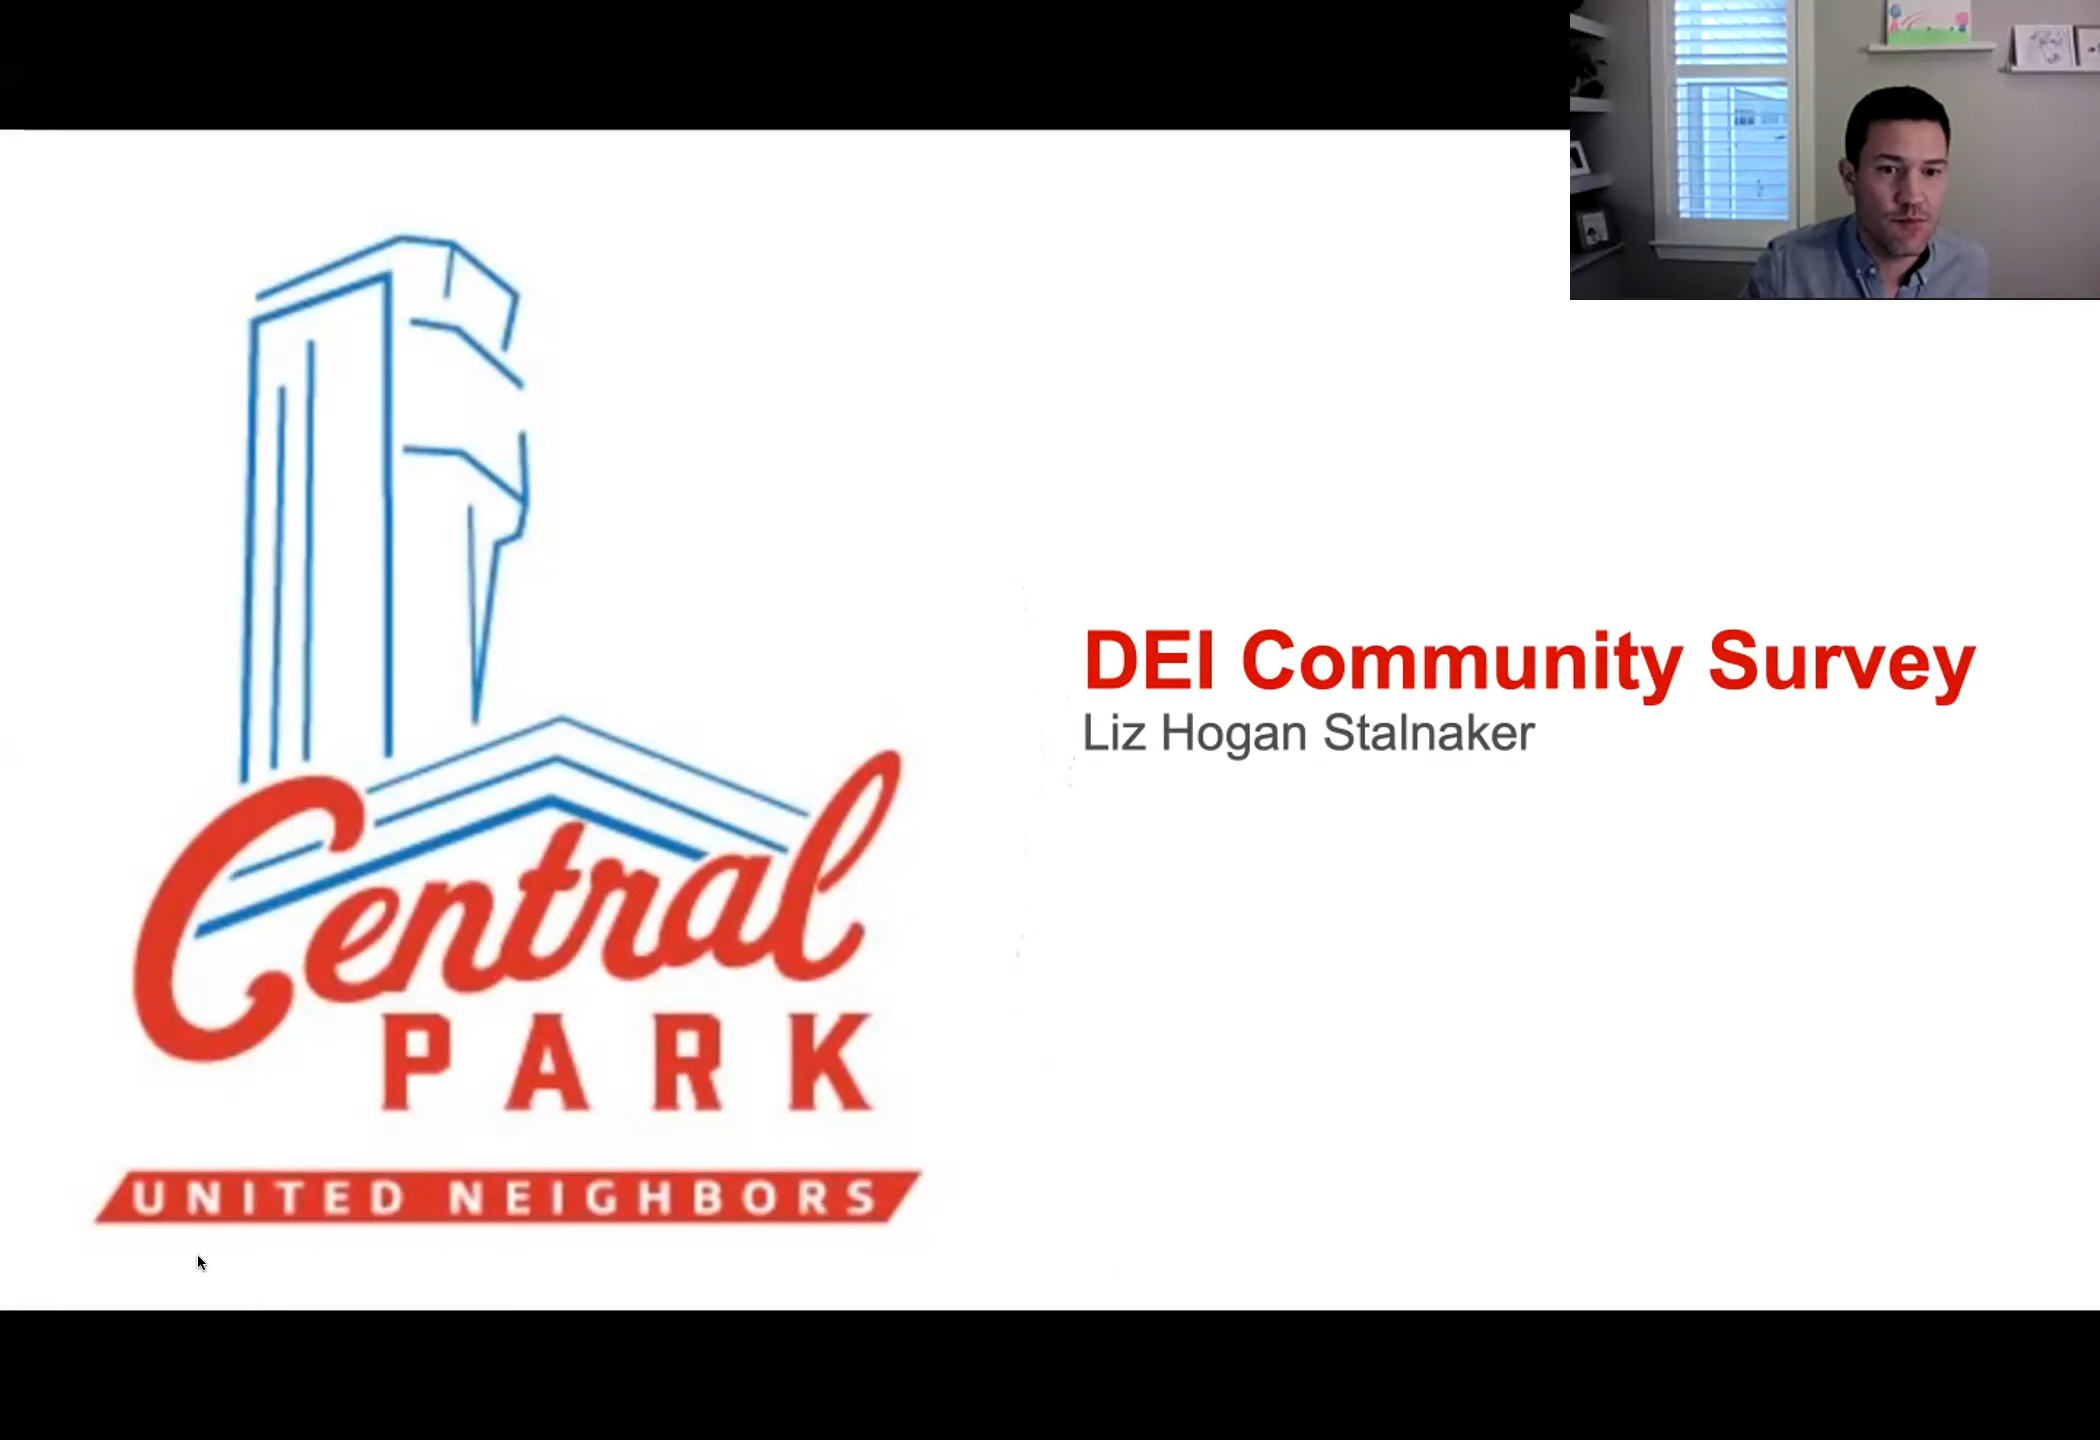 DEI Community Survey
Liz Hogan Stalnaker
Central
PARK
UNITED NEIGHBORS